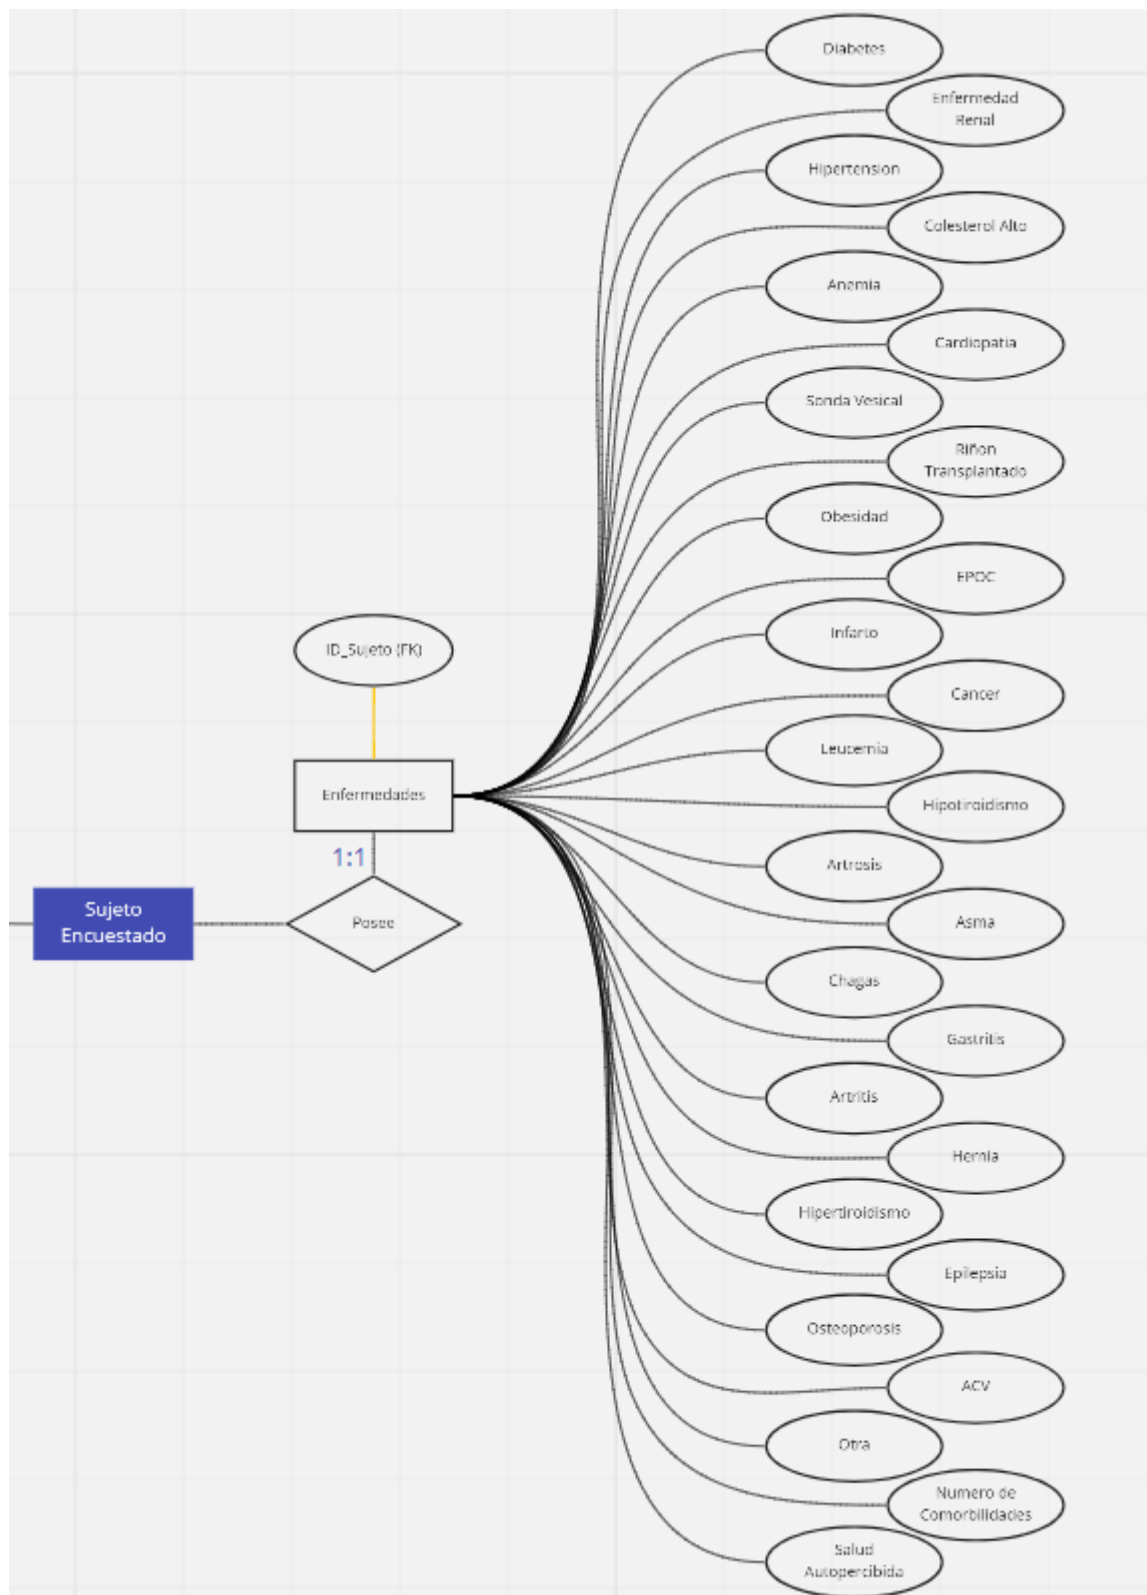 Diabetes
Enfermedad
Renal
Hipertension
Colesterol Alto
Anemia
Cardiopatia
Sonda Vesical
Riñon
Transplantado
Obesidad
EPOC
Infarto
ID_Sujeto (FK)
Cancer
Leucemia
Enfermedades
Hipotiroidismo
1:1
Artrosis
Sujeto
Encuestado
Posee
Asma
Chagas
Gastritis
Artritis
Hernia
Hipertiroidismo
Epilepsia
Osteoporosis
ACV
Otra
Numero de
Comorbilidades
Salud
Autopercibida